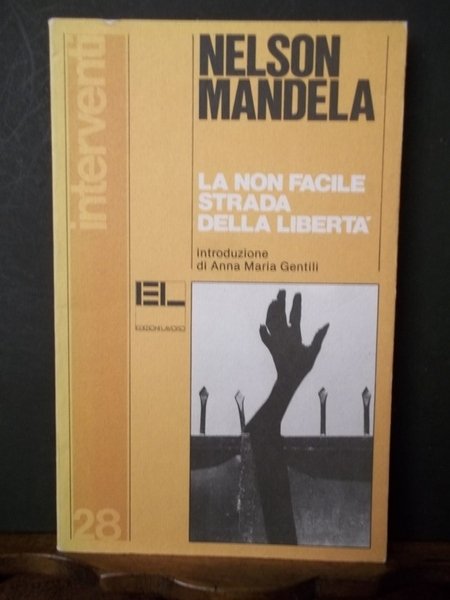 interventi
28
NELSON
MANDELA
LA NON FACILE
STRADA
DELLA LIBERTA'
introduzione
di Anna Maria Gentili
EL
EDIZIONI LAVORO